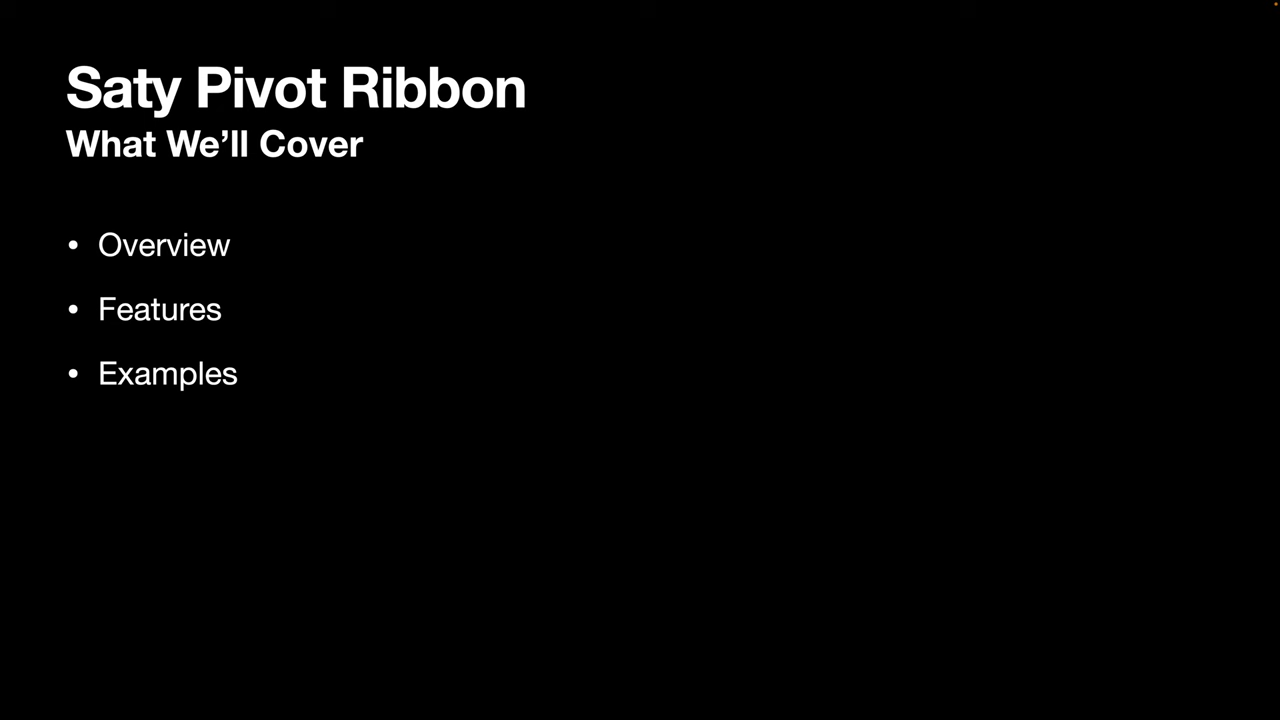 Saty Pivot Ribbon
What We’ll Cover
• Overview
• Features
• Examples